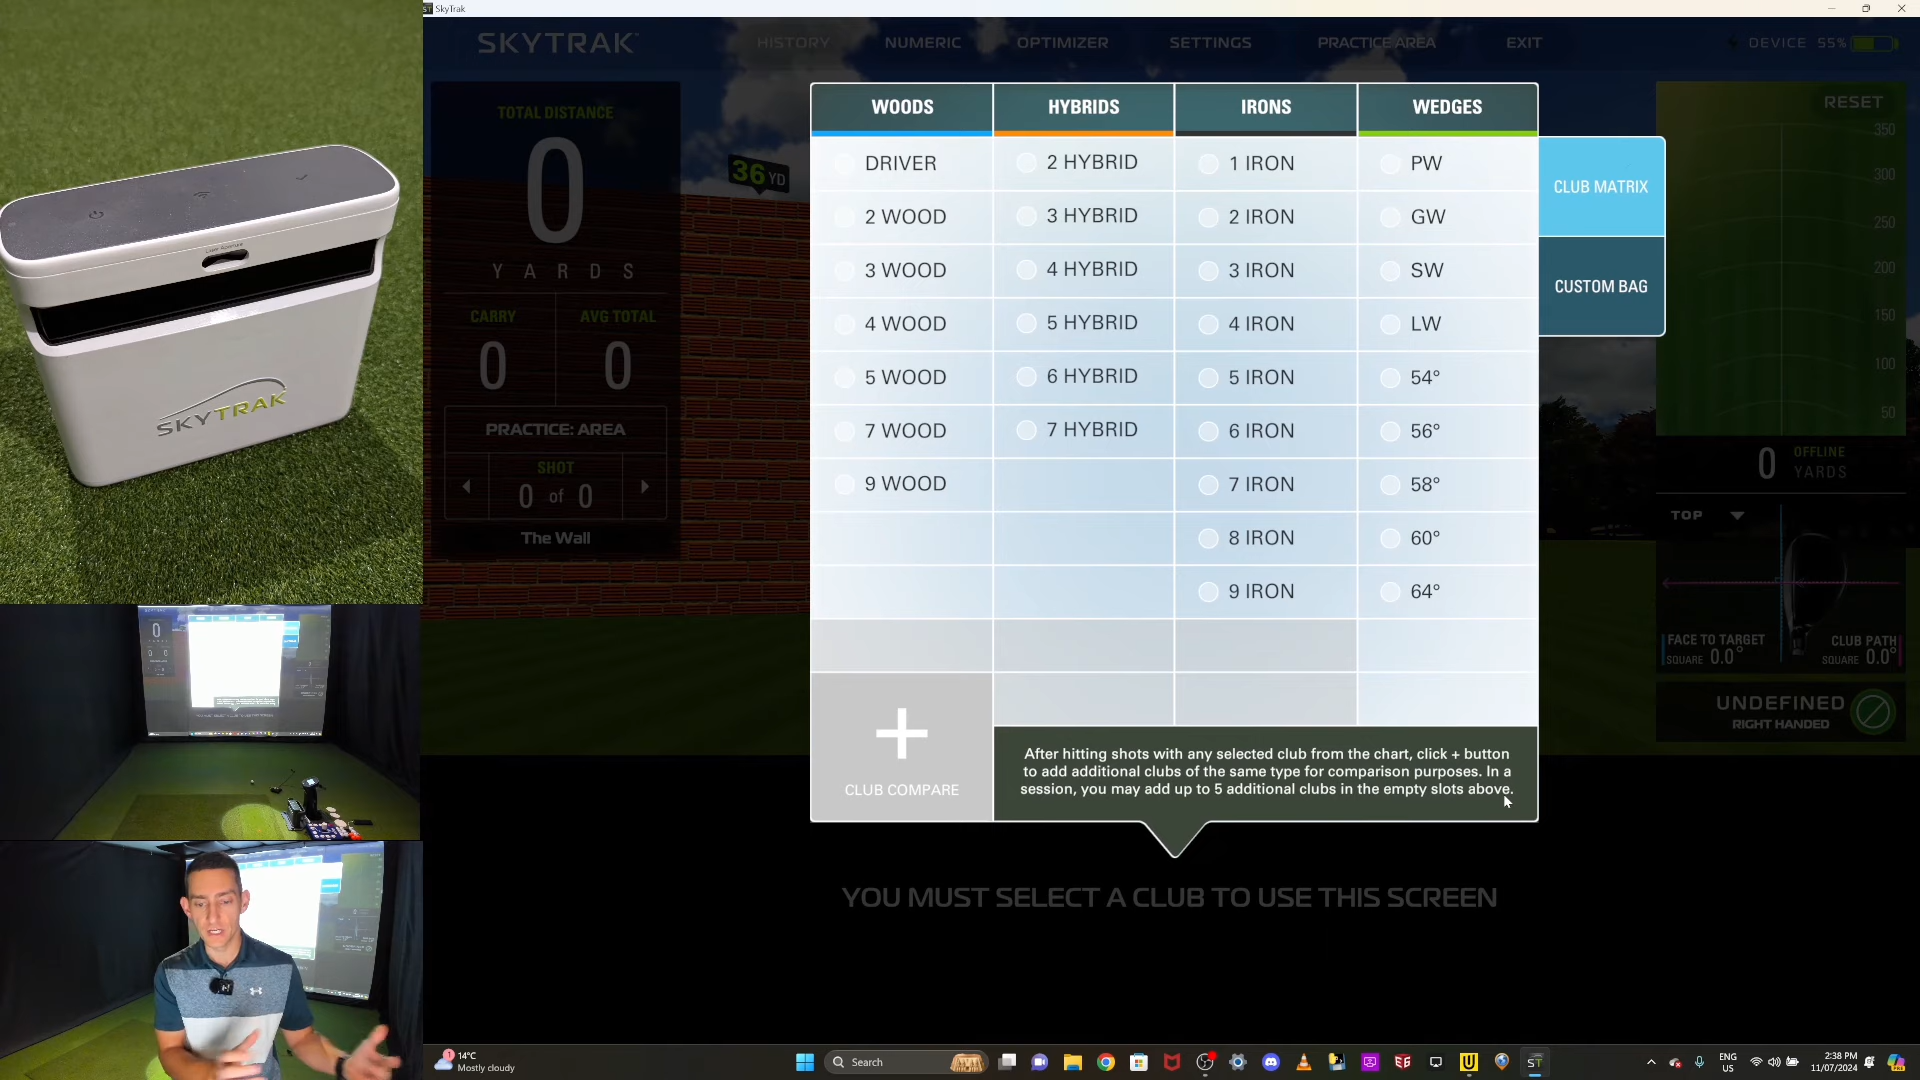 SkyTrak
SKYTRAK
HISTORY
NUMERIC
OPTIMIZER
SETTINGS
PRACTICE AREA
EXIT
DEVICE 55%
TOTAL DISTANCE
0
YARDS
CARRY
AVG TOTAL
0
0
PRACTICE: AREA
SHOT
0 of 0
The Wall
36 YD
WOODS
HYBRIDS
IRONS
WEDGES
DRIVER
2 HYBRID
1 IRON
PW
2 WOOD
3 HYBRID
2 IRON
GW
3 WOOD
4 HYBRID
3 IRON
SW
4 WOOD
5 HYBRID
4 IRON
LW
5 WOOD
6 HYBRID
5 IRON
54°
7 WOOD
7 HYBRID
6 IRON
56°
9 WOOD
7 IRON
58°
8 IRON
60°
9 IRON
64°
CLUB COMPARE
After hitting shots with any selected club from the chart, click + button
to add additional clubs of the same type for comparison purposes. In a
session, you may add up to 5 additional clubs in the empty slots above.
CLUB MATRIX
CUSTOM BAG
YOU MUST SELECT A CLUB TO USE THIS SCREEN
RESET
350
300
250
200
150
100
50
0 OFFLINE
YARDS
TOP
FACE TO TARGET
SQUARE 0.0°
CLUB PATH
SQUARE 0.0°
UNDEFINED
RIGHT HANDED
SKYTRAK
1
14°C
Mostly cloudy
Search
ST
ENG
US
2:38 PM
11/07/2024